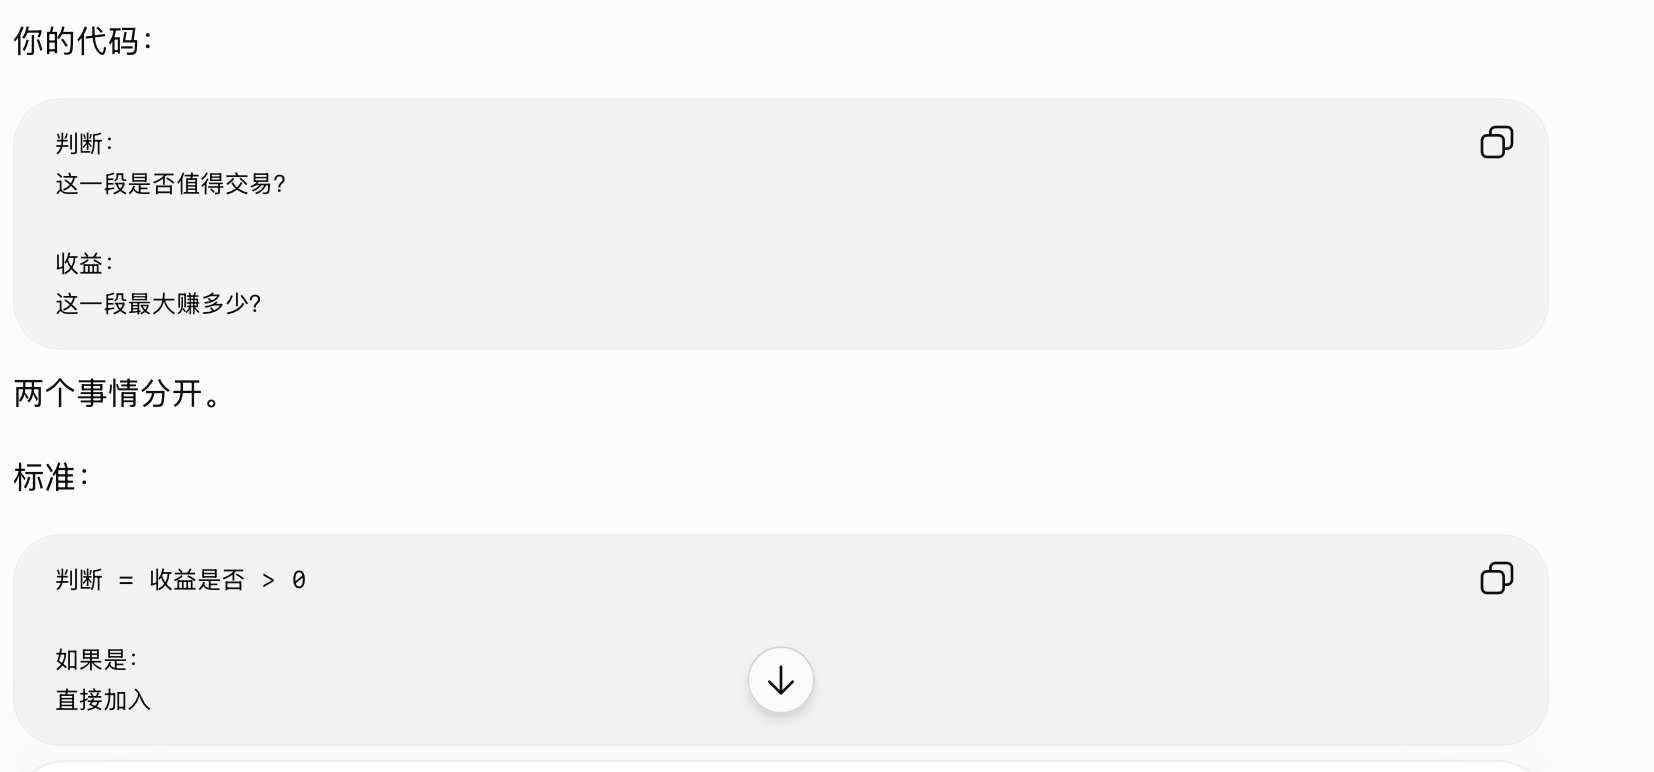 你的代码：
判断：
这一段是否值得交易？
收益：
这一段最大赚多少？
两个事情分开。
标准：
判断 = 收益是否 > 0
如果是：
直接加入